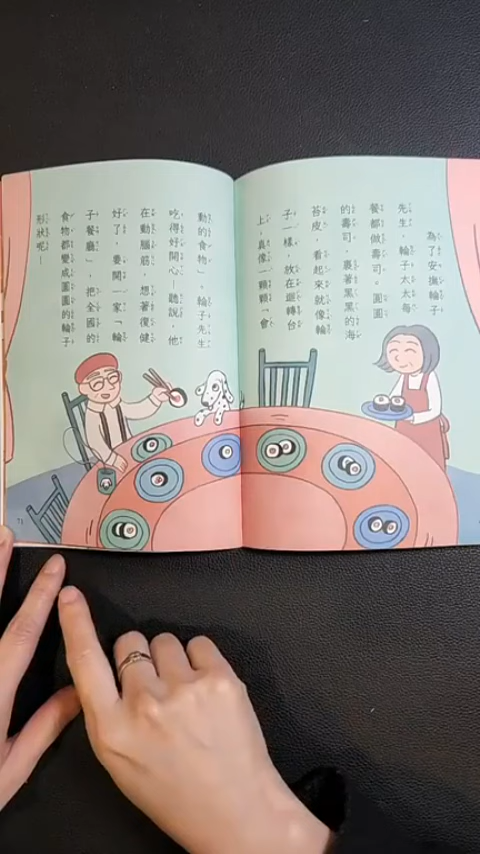 為了安撫輪子
先生，輪子太太每
餐都做壽司。圓圓
的壽司，裹著黑黑的海
苔皮，看起來就像輪
子一樣，放在迴轉台
上，真像一顆顆「會
動的食物」，輪子先生
吃得好開心！聽說，他
在動腦筋，想著復健
好了，要開一家「輪
子餐廳」，把全國的
食物都變成圓圓的輪子
形狀呢！